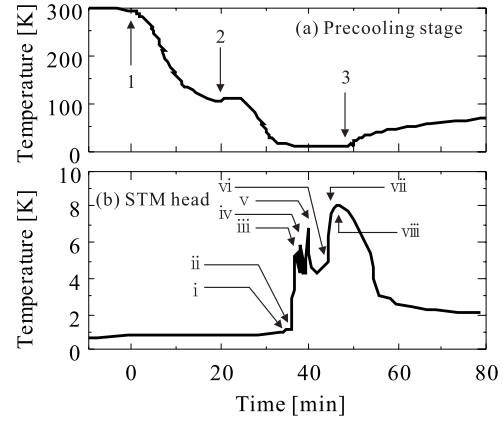 300
200
100
0
Temperature [K]
(a) Precooling stage
1
2
3
10
8
6
4
2
0
Temperature [K]
(b) STM head
vi
v
iv
iii
ii
i
vii
viii
0
20
40
60
80
Time [min]